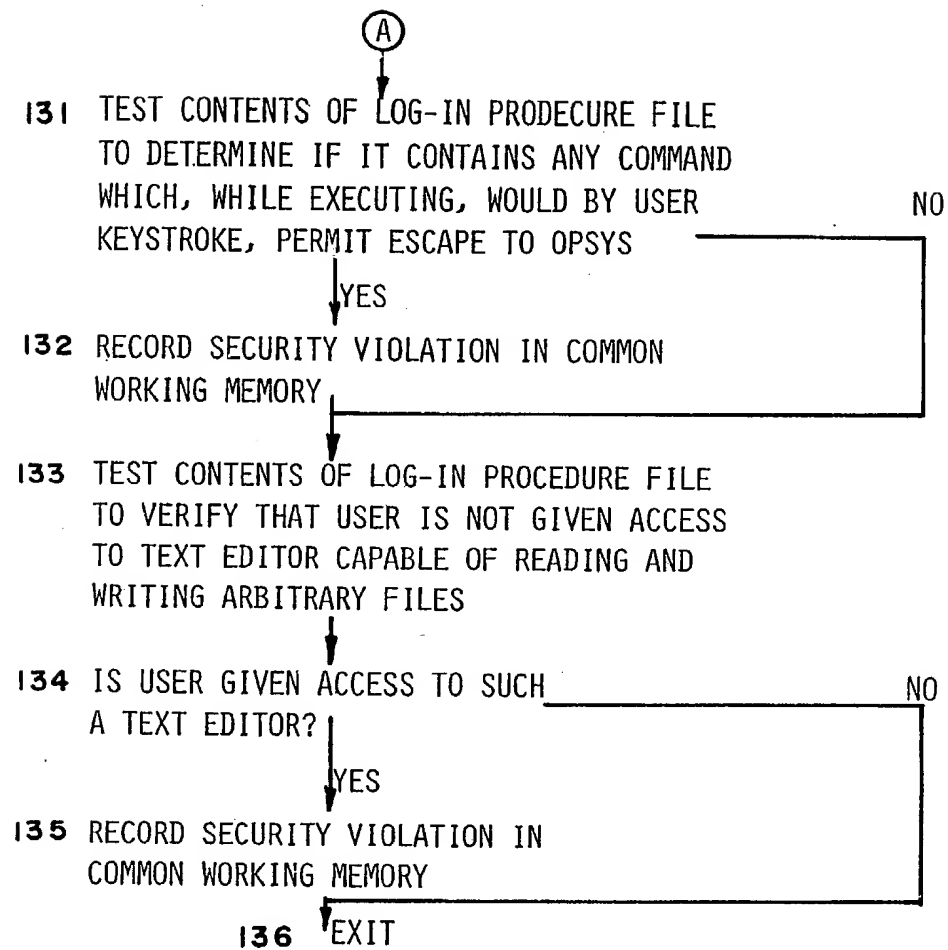 A
131 TEST CONTENTS OF LOG-IN PRODECURE FILE
TO DETERMINE IF IT CONTAINS ANY COMMAND
WHICH, WHILE EXECUTING, WOULD BY USER
NO
KEYSTROKE, PERMIT ESCAPE TO OPSYS
YES
132 RECORD SECURITY VIOLATION IN COMMON
WORKING MEMORY
133 TEST CONTENTS OF LOG-IN PROCEDURE FILE
TO VERIFY THAT USER IS NOT GIVEN ACCESS
TO TEXT EDITOR CAPABLE OF READING AND
WRITING ARBITRARY FILES
134 IS USER GIVEN ACCESS TO SUCH
NO
A TEXT EDITOR?
YES
135 RECORD SECURITY VIOLATION IN
COMMON WORKING MEMORY
136 EXIT